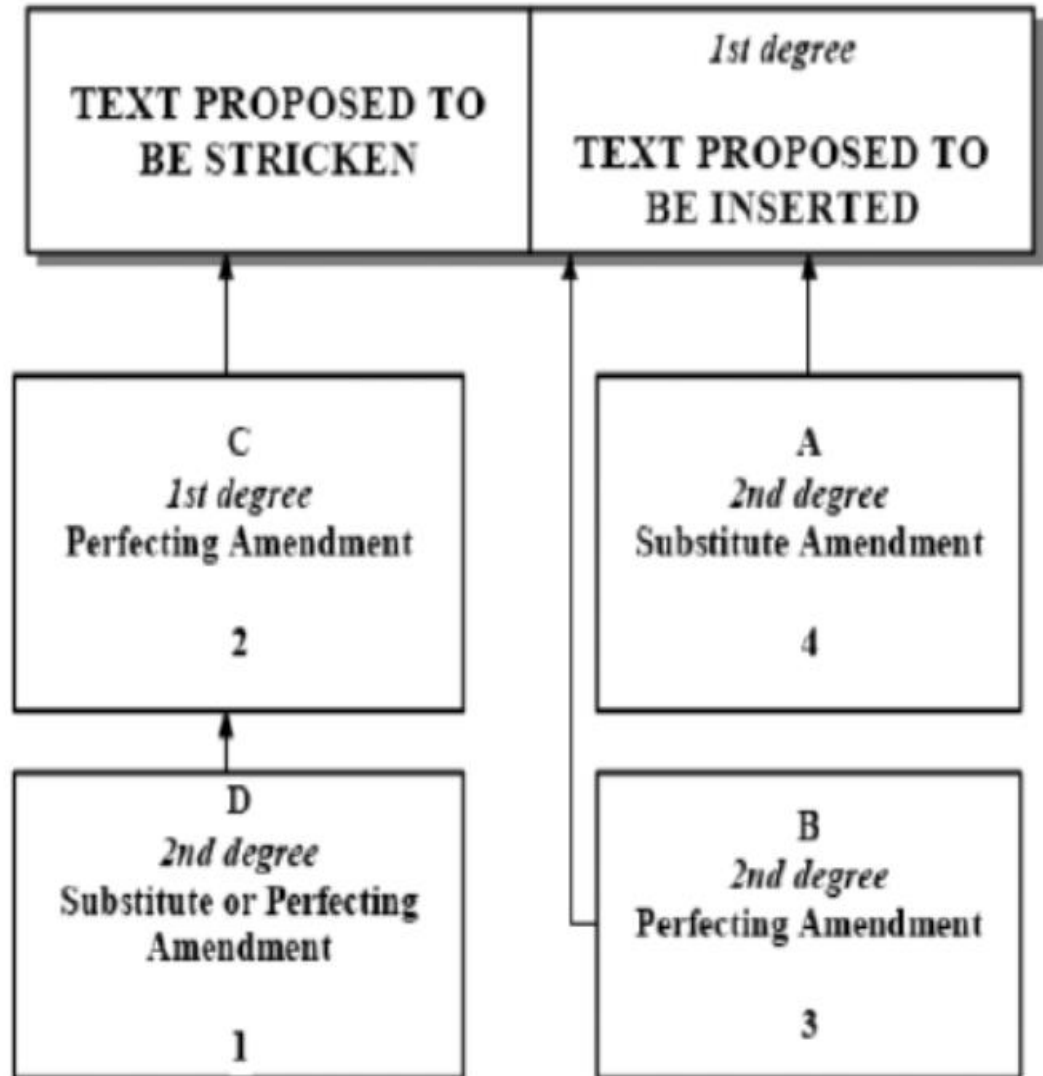 TEXT PROPOSED TO
BE STRICKEN
1st degree
TEXT PROPOSED TO
BE INSERTED
C
1st degree
Perfecting Amendment
2
A
2nd degree
Substitute Amendment
4
D
2nd degree
Substitute or Perfecting
Amendment
1
B
2nd degree
Perfecting Amendment
3